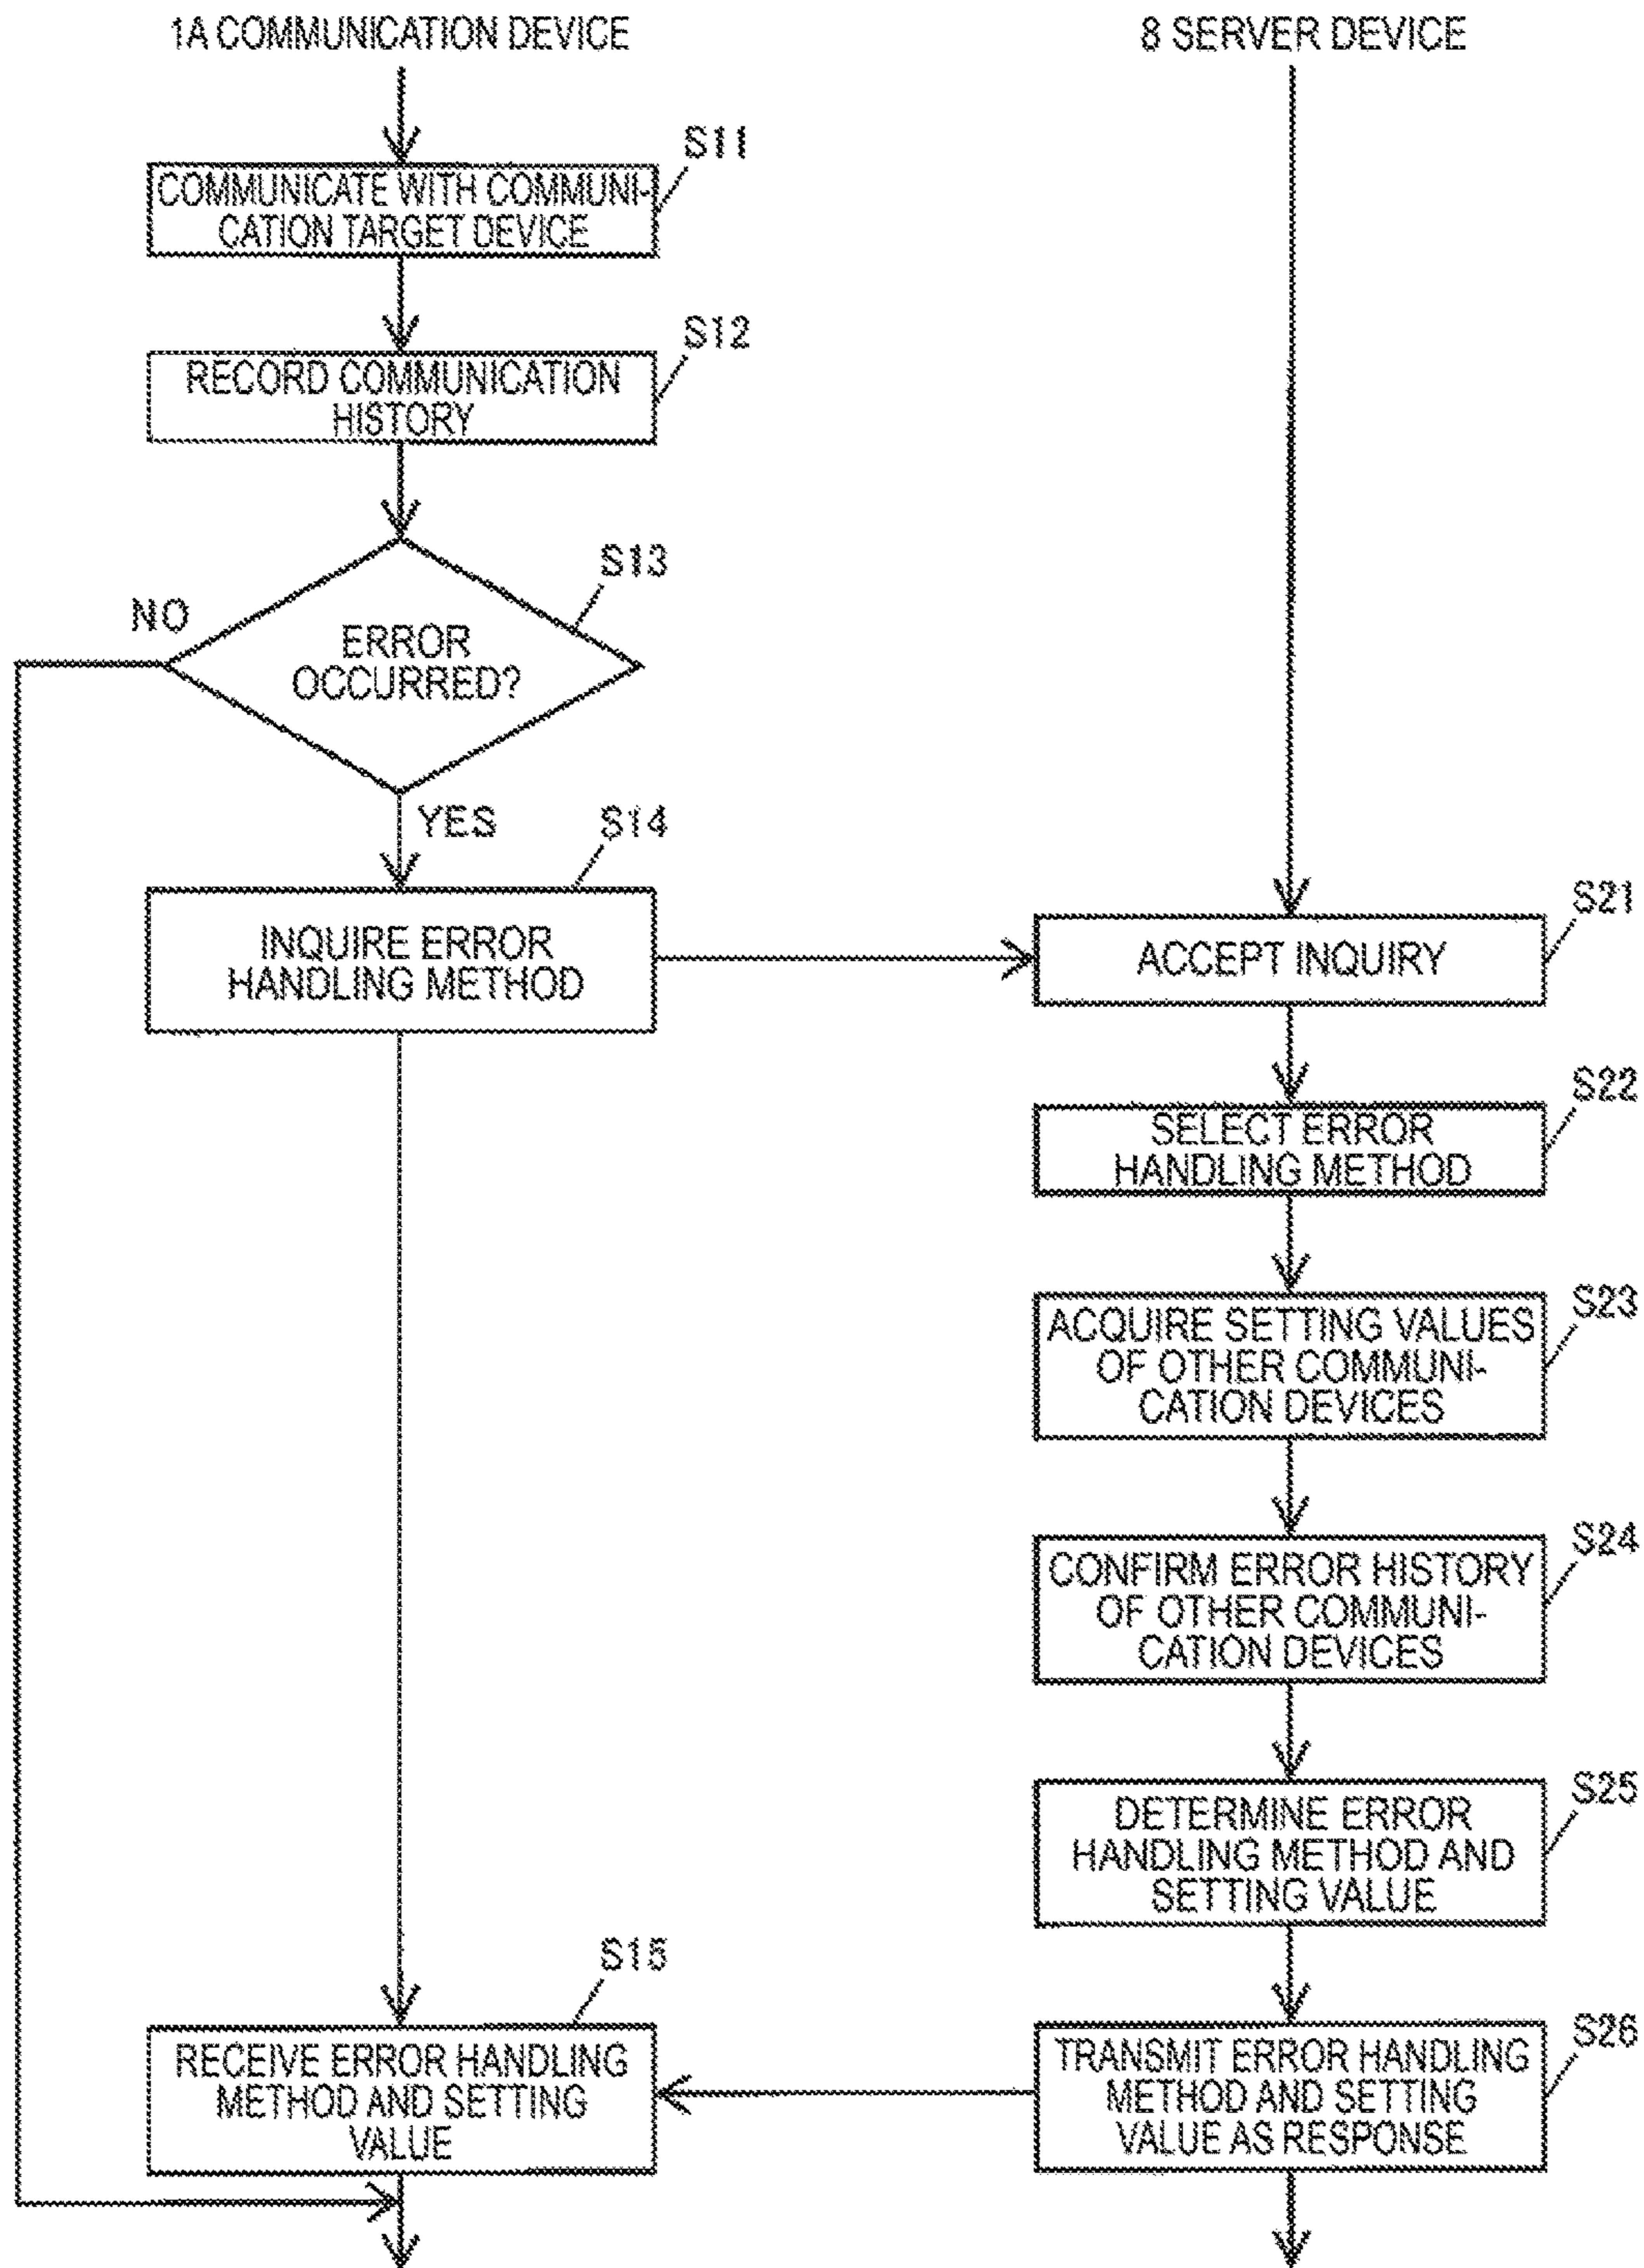 1A COMMUNICATION DEVICE
8 SERVER DEVICE
S11
COMMUNICATE WITH COMMUNI-
CATION TARGET DEVICE
S12
RECORD COMMUNICATION
HISTORY
S13
NO
ERROR
OCCURRED?
YES
S14
INQUIRE ERROR
HANDLING METHOD
S21
ACCEPT INQUIRY
S22
SELECT ERROR
HANDLING METHOD
S23
ACQUIRE SETTING VALUES
OF OTHER COMMUNI-
CATION DEVICES
S24
CONFIRM ERROR HISTORY
OF OTHER COMMUNI-
CATION DEVICES
S25
DETERMINE ERROR
HANDLING METHOD AND
SETTING VALUE
S15
RECEIVE ERROR HANDLING
METHOD AND SETTING
VALUE
S26
TRANSMIT ERROR HANDLING
METHOD AND SETTING
VALUE AS RESPONSE